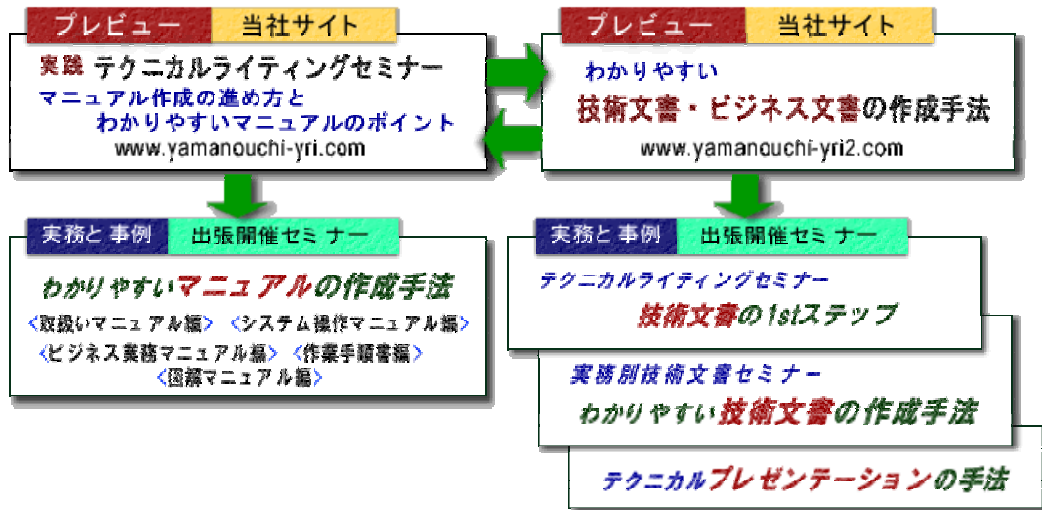 プレビュー 当社サイト
実践 テクニカルライティングセミナー
マニュアル作成の進め方と
わかりやすいマニュアルのポイント
www.yamanouchi-yri.com
プレビュー 当社サイト
わかりやすい
技術文書・ビジネス文書の作成手法
www.yamanouchi-yri2.com
実務と事例 出張開催セミナー
わかりやすいマニュアルの作成手法
<取扱いマニュアル編> <システム操作マニュアル編>
<ビジネス業務マニュアル編> <作業手順書編>
<図解マニュアル編>
実務と事例 出張開催セミナー
テクニカルライティングセミナー
技術文書の1stステップ
実務別技術文書セミナー
わかりやすい技術文書の作成手法
テクニカルプレゼンテーションの手法